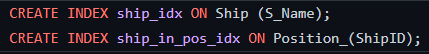 CREATE INDEX ship_idx ON Ship (S_Name);
CREATE INDEX ship_in_pos_idx ON Position_(ShipID);